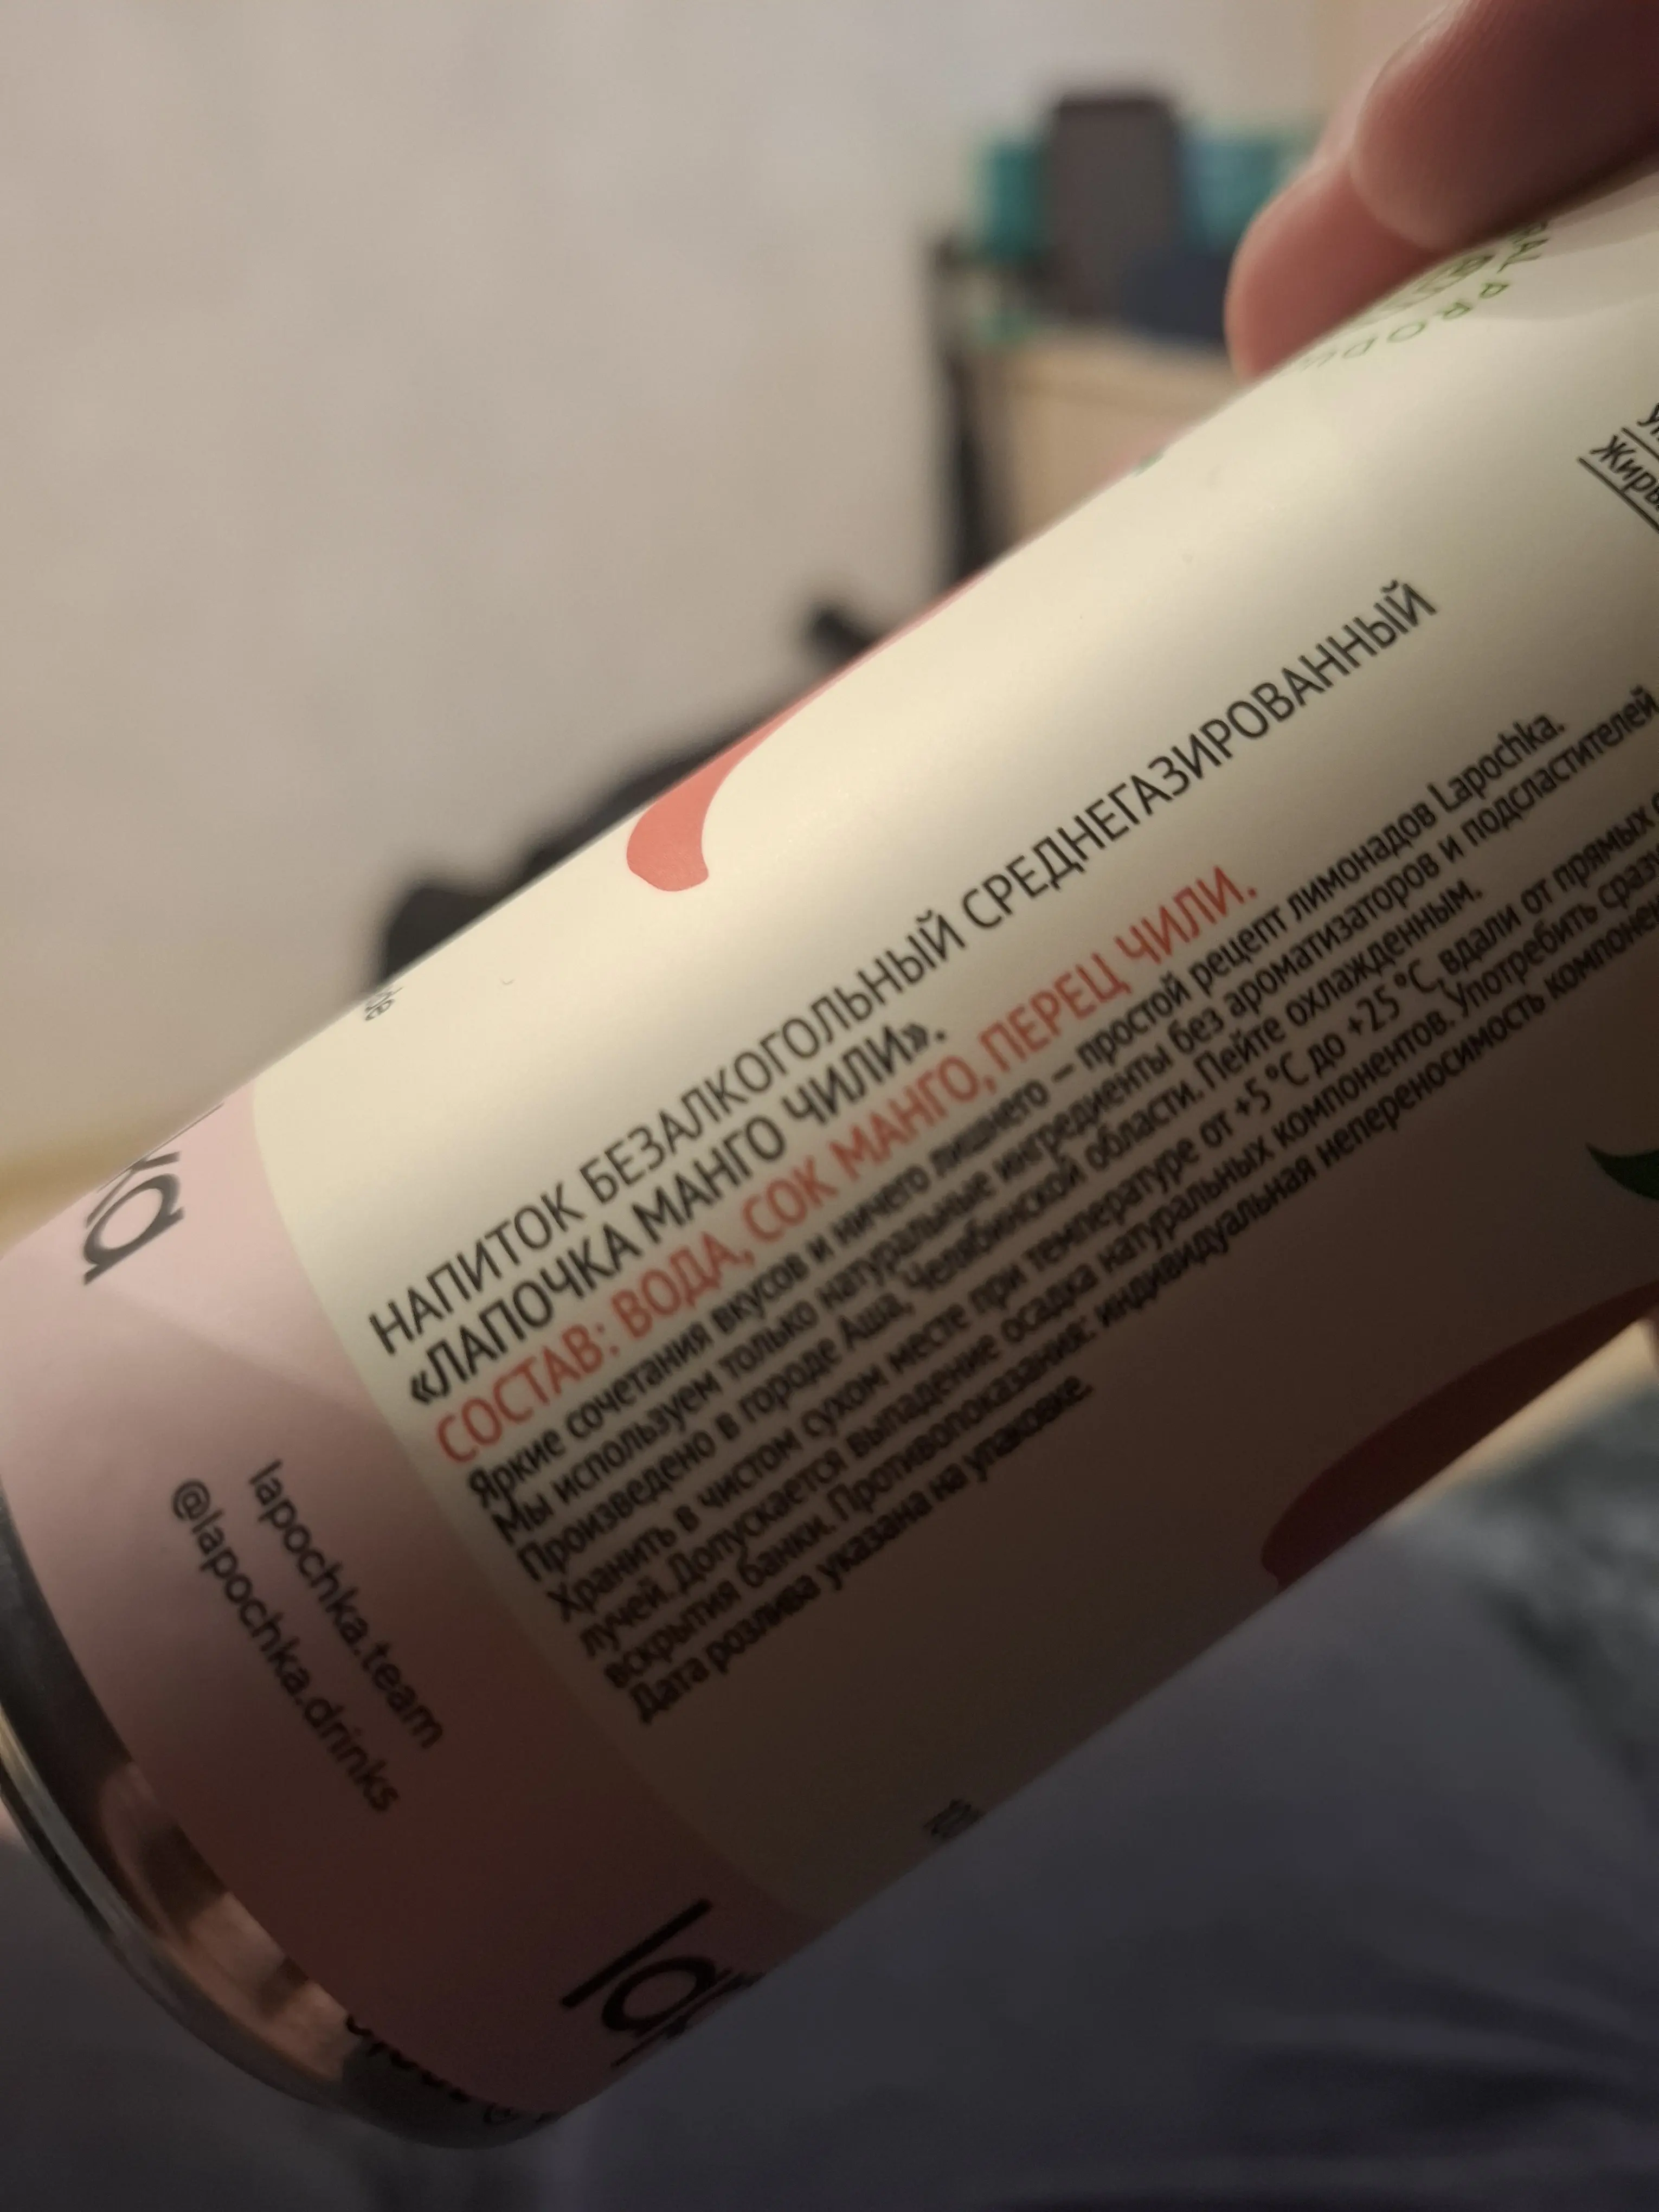 НАПИТОК БЕЗАЛКОГОЛЬНЫЙ СРЕДНЕГАЗИРОВАННЫЙ
«ЛАПОЧКА МАНГО ЧИЛИ».
СОСТАВ: ВОДА, СОК МАНГО, ПЕРЕЦ ЧИЛИ.
Яркие сочетания вкусов и ничего лишнего – простой рецепт лимонадов Lapochka.
Мы используем только натуральные ингредиенты без ароматизаторов и подсластителей
Произведено в городе Аша, Челябинской области. Пейте охлажденным.
Хранить в чистом сухом месте при температуре от +5 °C до +25 °C, вдали от прямых
лучей. Допускается выпадение осадка натуральных компонентов. Употребить сразу
вскрытия банки. Противопоказания: индивидуальная непереносимость
Дата розлива указана на упаковке.
Жиры
lapochka.team
@lapochka.drinks